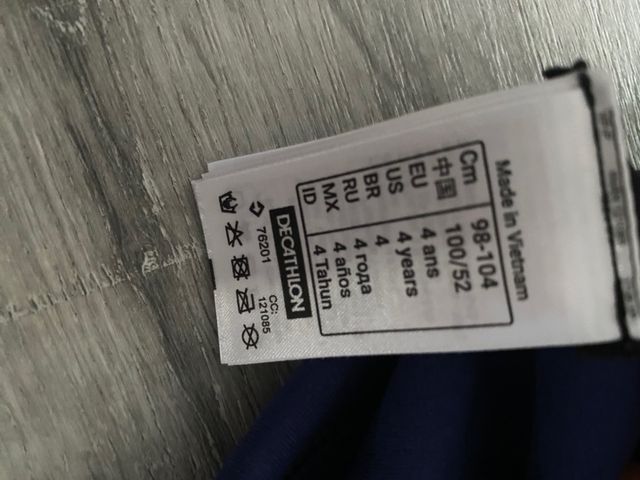 Made in Vietnam
Cm 98-104
中国 100/52
EU 4 ans
US 4 years
BR 4
RU 4 года
MX 4 años
ID 4 Tahun
DECATHLON
76201 CC:
121085